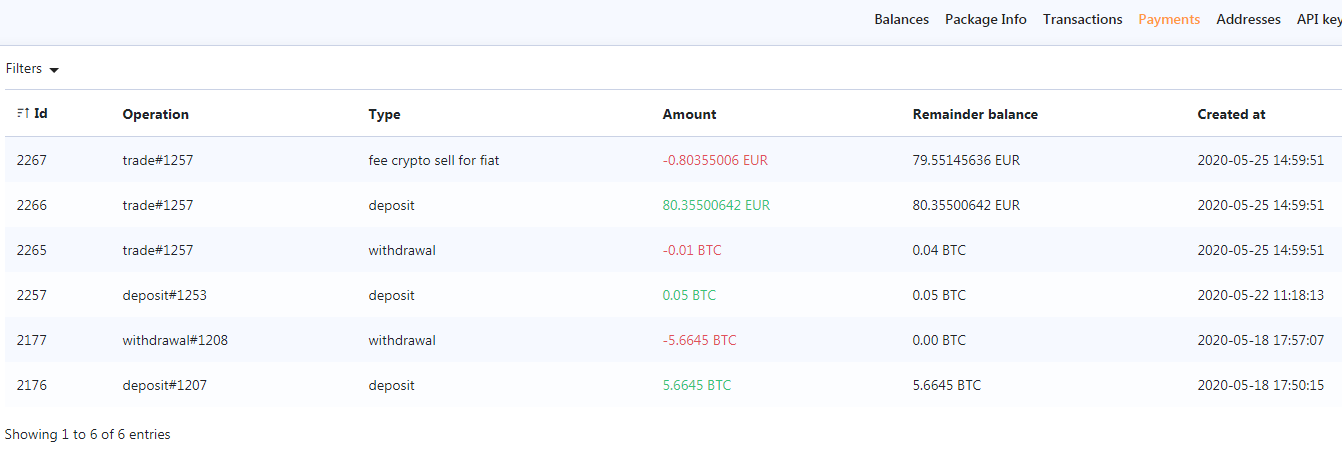 Balances Package Info Transactions Payments Addresses API key
Filters
Id Operation Type Amount Remainder balance Created at
2267 trade#1257 fee crypto sell for fiat -0.80355006 EUR 79.55145636 EUR 2020-05-25 14:59:51
2266 trade#1257 deposit 80.35500642 EUR 80.35500642 EUR 2020-05-25 14:59:51
2265 trade#1257 withdrawal -0.01 BTC 0.04 BTC 2020-05-25 14:59:51
2257 deposit#1253 deposit 0.05 BTC 0.05 BTC 2020-05-22 11:18:13
2177 withdrawal#1208 withdrawal -5.6645 BTC 0.00 BTC 2020-05-18 17:57:07
2176 deposit#1207 deposit 5.6645 BTC 5.6645 BTC 2020-05-18 17:50:15
Showing 1 to 6 of 6 entries